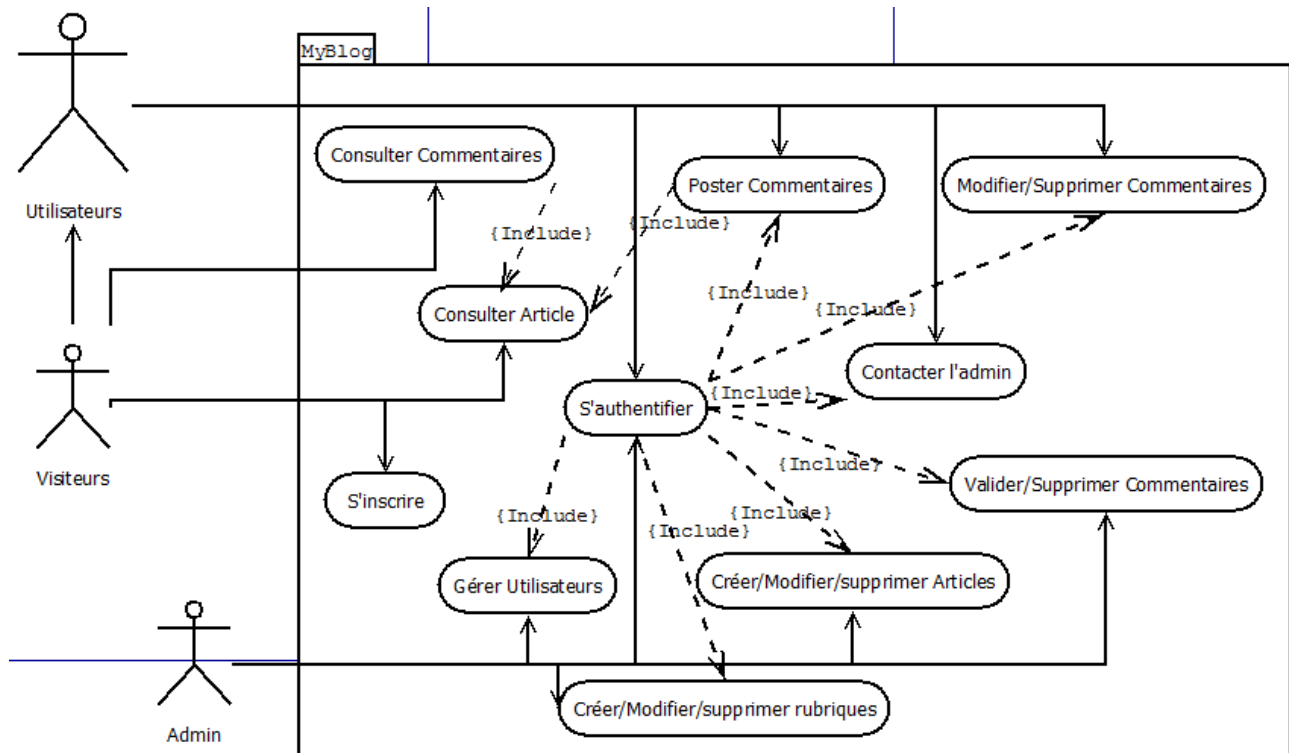 MyBlog
Consulter Commentaires
Poster Commentaires
Modifier/Supprimer Commentaires
Utilisateurs
{Include}
{Include}
{Include}
{Include}
Consulter Article
Contacter l'admin
{Include}
S'authentifier
Visiteurs
S'inscrire
{Include}
Valider/Supprimer Commentaires
{Include}
{Include}
{Include}
Gérer Utilisateurs
Créer/Modifier/supprimer Articles
Créer/Modifier/supprimer rubriques
Admin